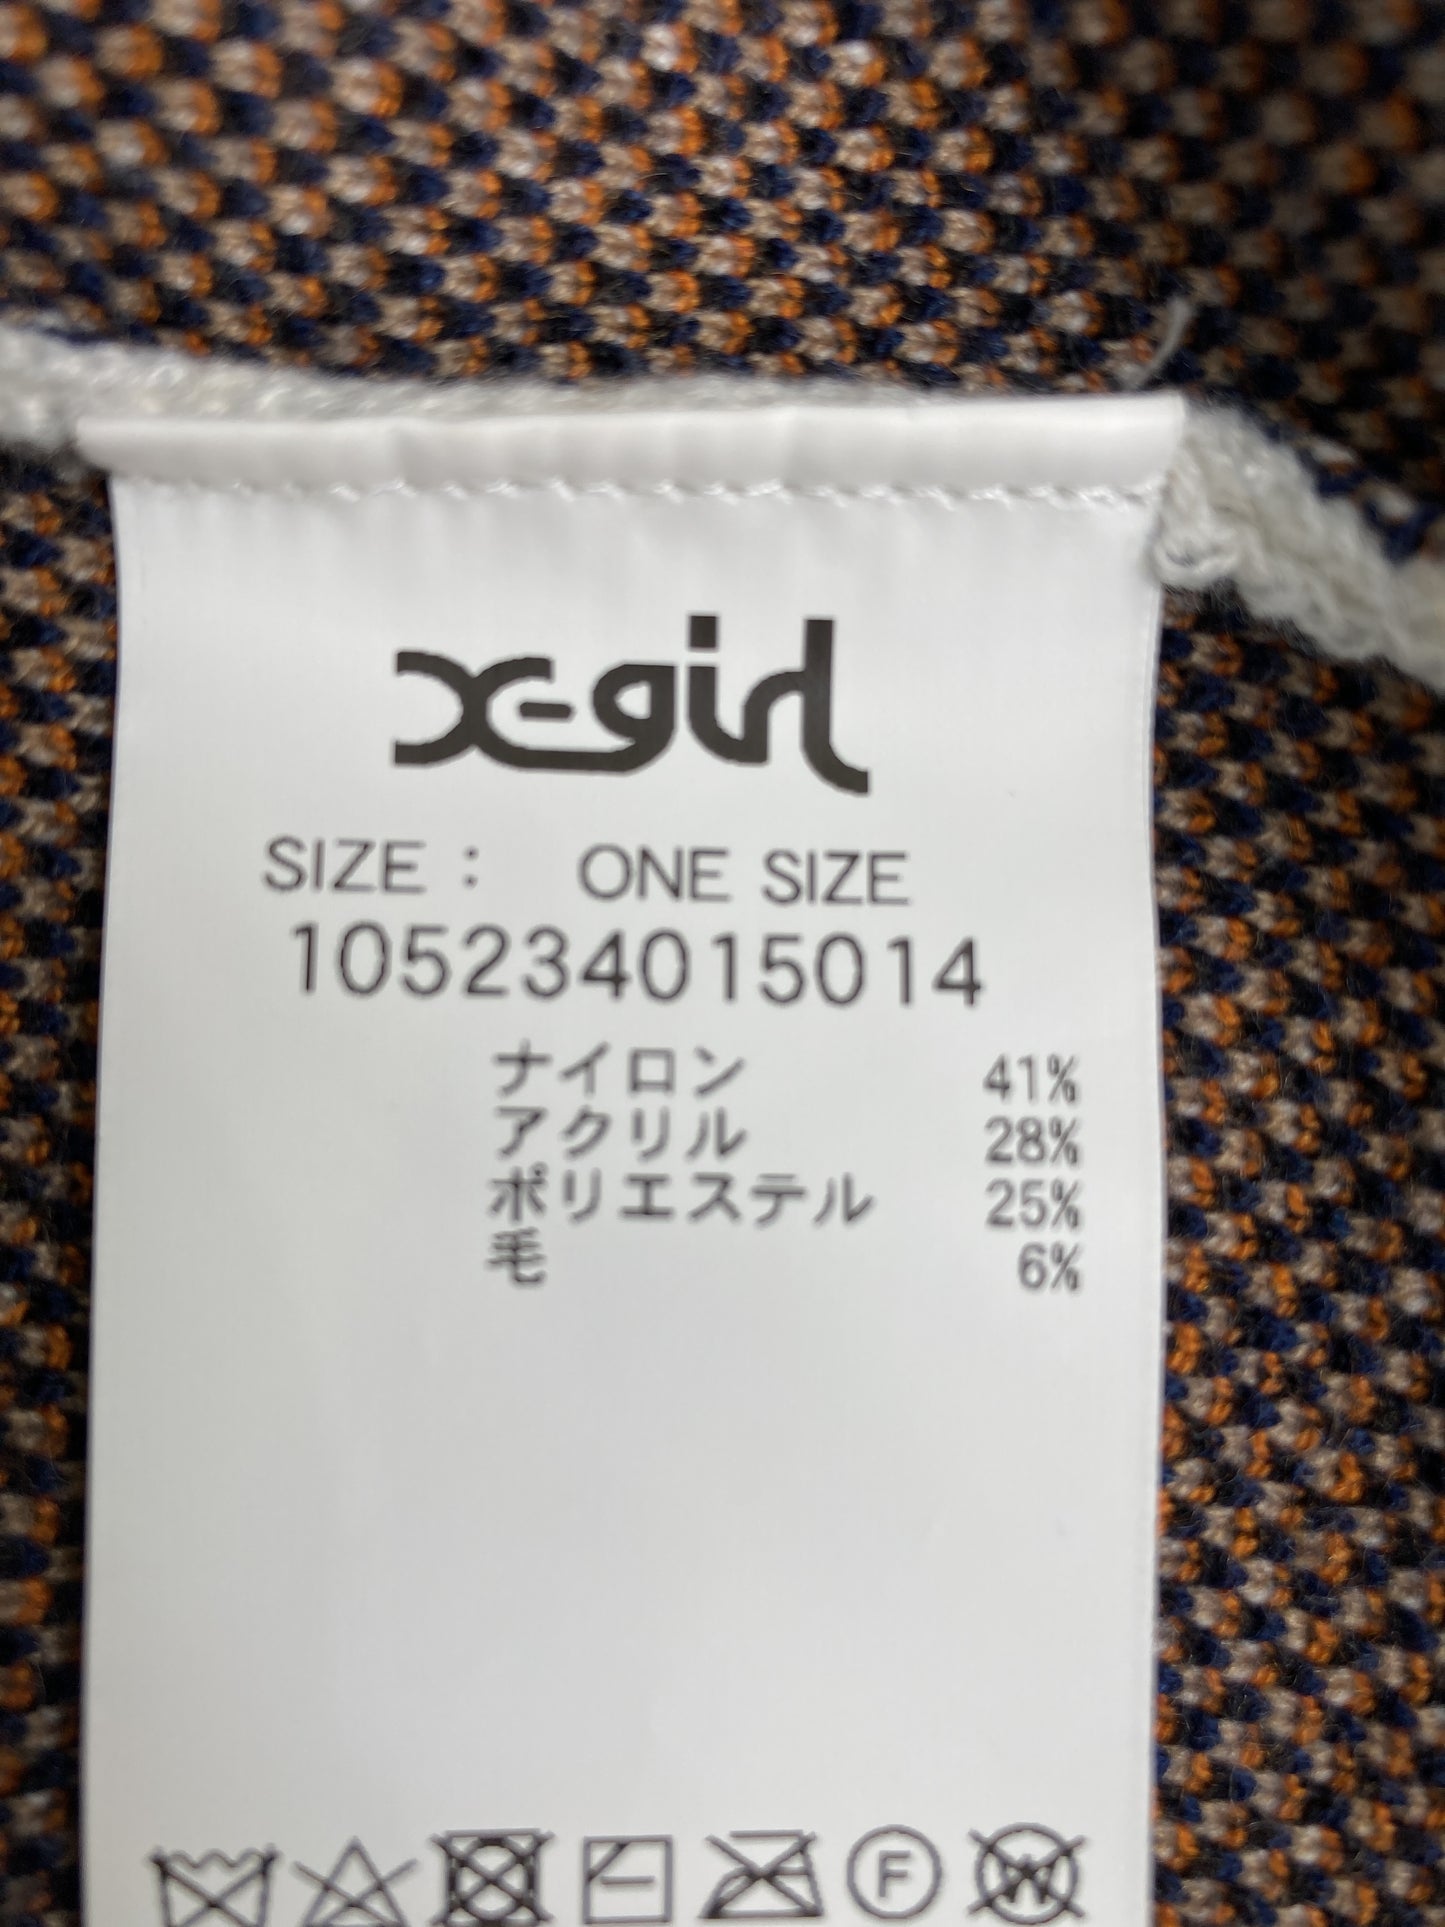 X-girl
SIZE : ONE SIZE
105234015014
ナイロン 41%
アクリル 28%
ポリエステル 25%
毛 6%
F W